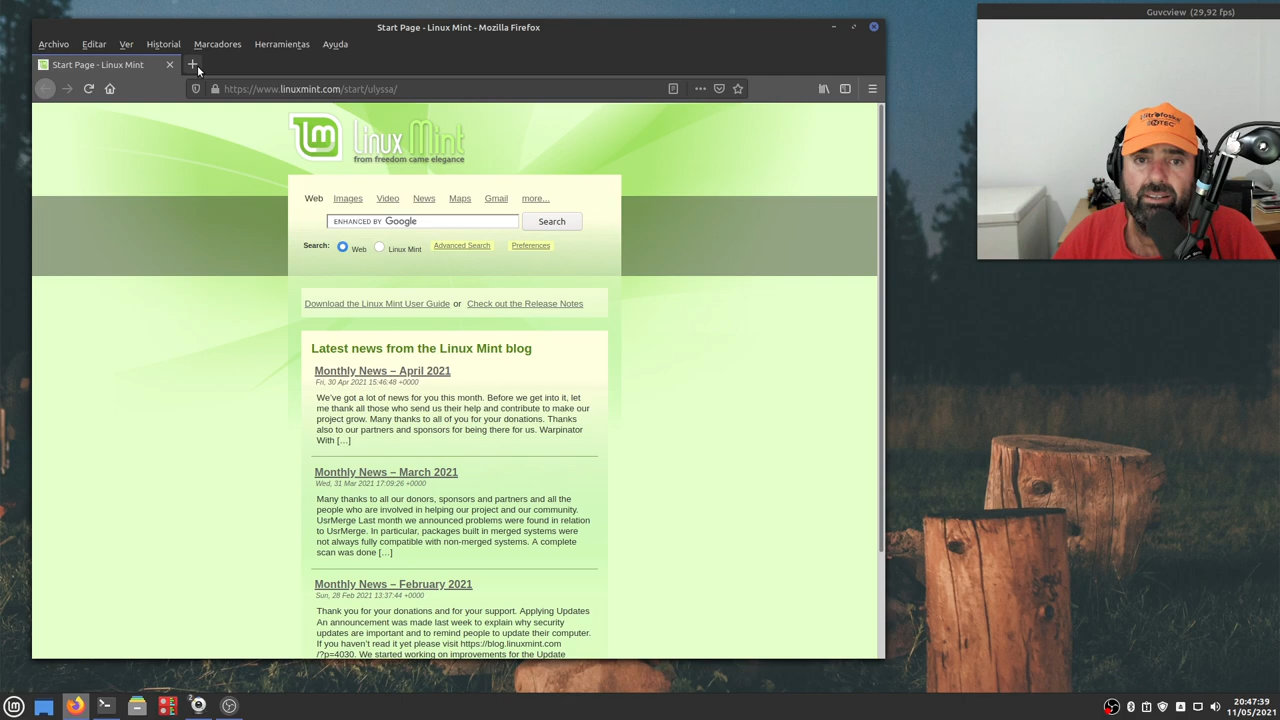 Start Page - Linux Mint - Mozilla Firefox
Guvcview (29,92 fps)
Archivo Editar Ver Historial Marcadores Herramientas Ayuda
Start Page - Linux Mint
https://www.linuxmint.com/start/ulyssa/
lm Linux Mint
from freedom came elegance
Web Images Video News Maps Gmail more...
ENHANCED BY Google Search
Search: Web Linux Mint Advanced Search Preferences
Download the Linux Mint User Guide or Check out the Release Notes
Latest news from the Linux Mint blog
Monthly News – April 2021
Fri, 30 Apr 2021 15:46:48 +0000
We've got a lot of news for you this month. Before we get into it, let
me thank all those who send us their help and contribute to make our
project grow. Many thanks to all of you for your donations. Thanks
also to our partners and sponsors for being there for us. Warpinator
With […]
Monthly News – March 2021
Wed, 31 Mar 2021 17:09:26 +0000
Many thanks to all our donors, sponsors and partners and all the
people who are involved in helping our project and our community.
UsrMerge Last month we announced problems were found in relation
to UsrMerge. In particular, packages built in merged systems were
not always fully compatible with non-merged systems. A complete
scan was done […]
Monthly News – February 2021
Sun, 28 Feb 2021 13:37:44 +0000
Thank you for your donations and for your support. Applying Updates
An announcement was made last week to explain why security
updates are important and to remind people to update their computer.
If you haven't read it yet please visit https://blog.linuxmint.com
/?p=4030. We started working on improvements for the Update
2
20:47:39
11/05/2021